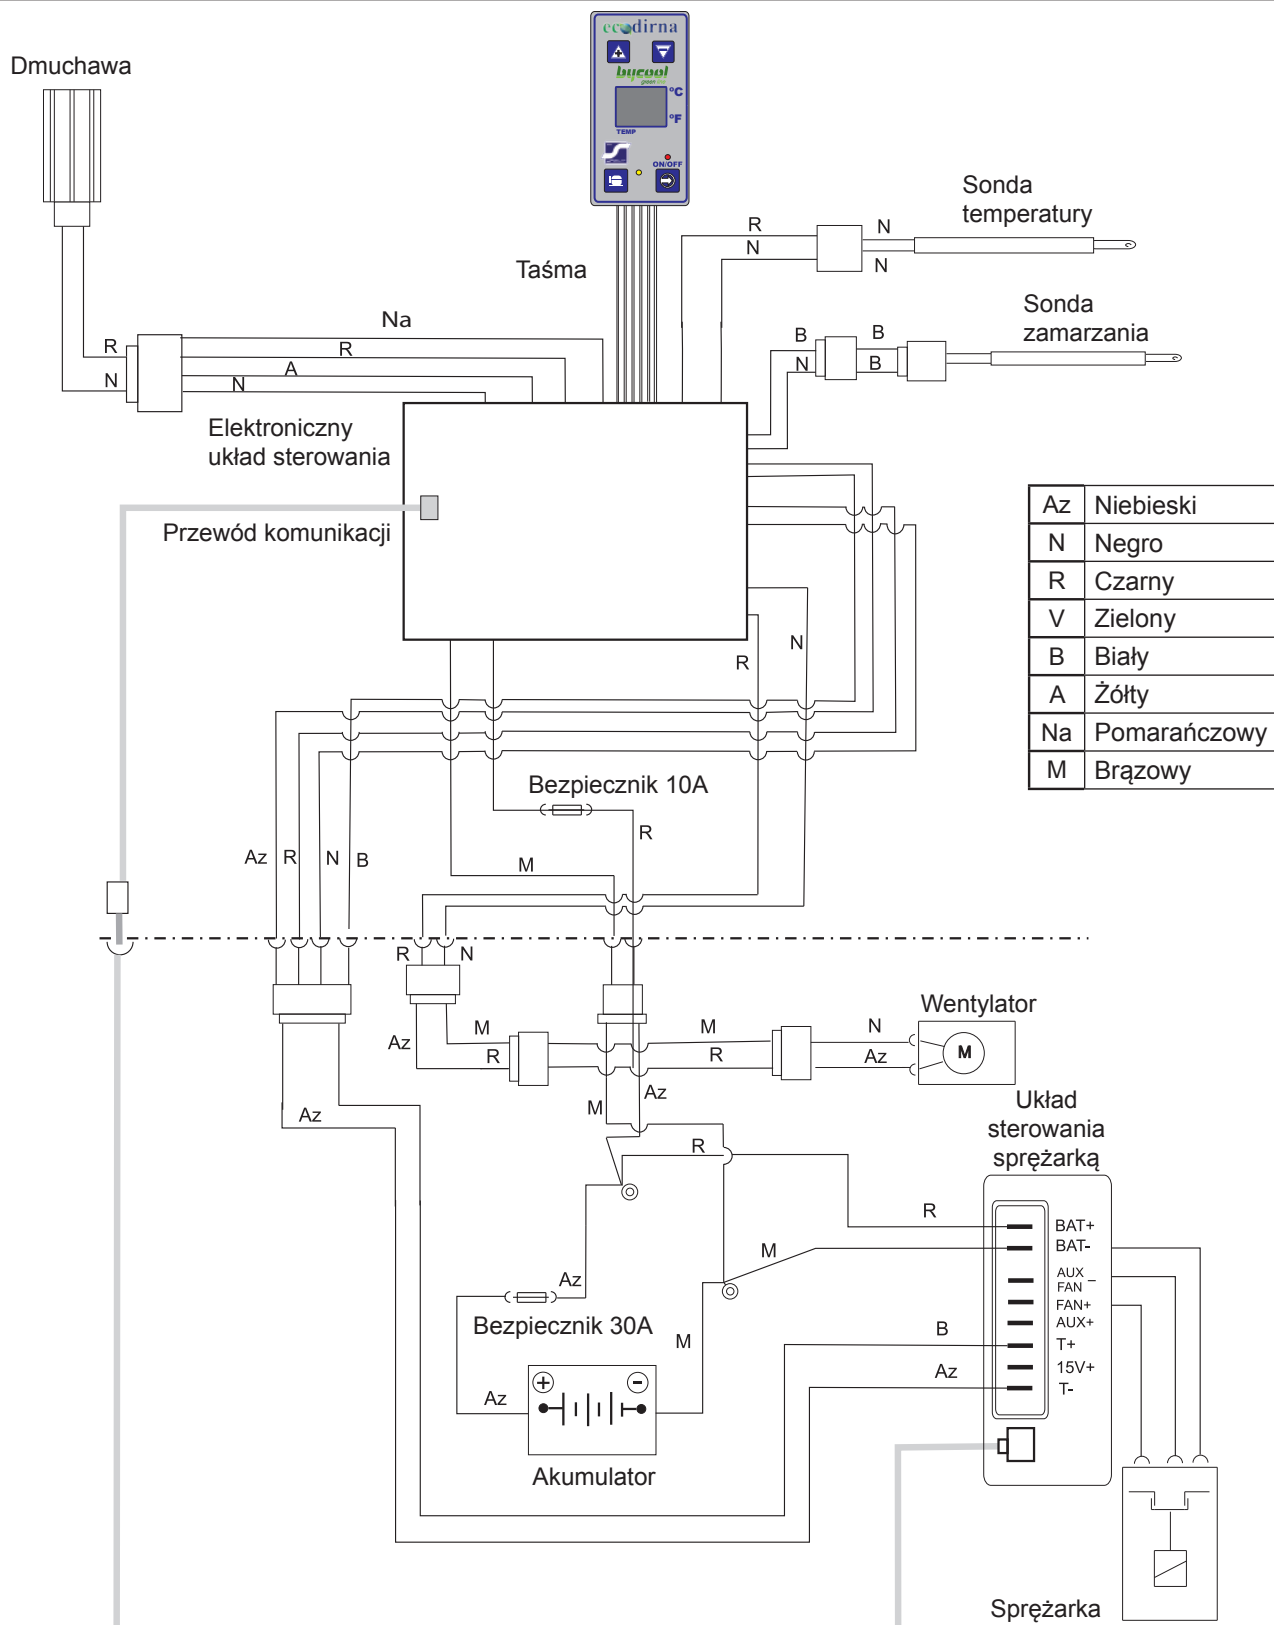 ecodirna
bycool
green line
°C
°F
TEMP
ON/OFF
Dmuchawa
Taśma
Sonda
temperatury
R
N
N
N
Sonda
zamarzania
B
N
B
B
Na
R
A
N
R
N
Elektroniczny
układ sterowania
Przewód komunikacji
Az Niebieski
N Negro
R Czarny
V Zielony
B Biały
A Żółty
Na Pomarańczowy
M Brązowy
R
N
Bezpiecznik 10A
R
M
Az
R
N
B
R
N
Az
M
R
M
R
N
Az
Wentylator
M
M
Az
Az
R
Układ
sterowania
sprężarką
R
M
BAT+
BAT-
AUX
FAN –
FAN+
AUX+
T+
15V+
T-
Az
Bezpiecznik 30A
M
B
Az
Az
+
-
Akumulator
Sprężarka